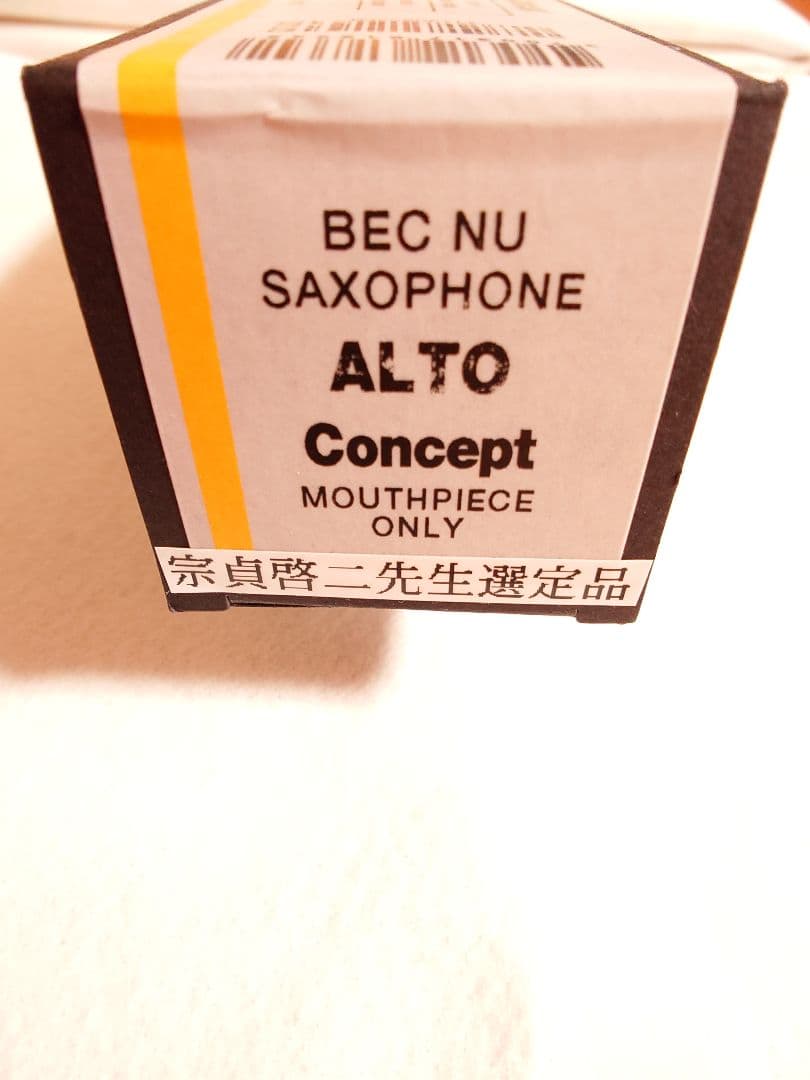 BEC NU
SAXOPHONE
ALTO
Concept
MOUTHPIECE
ONLY
宗貞啓二先生選定品